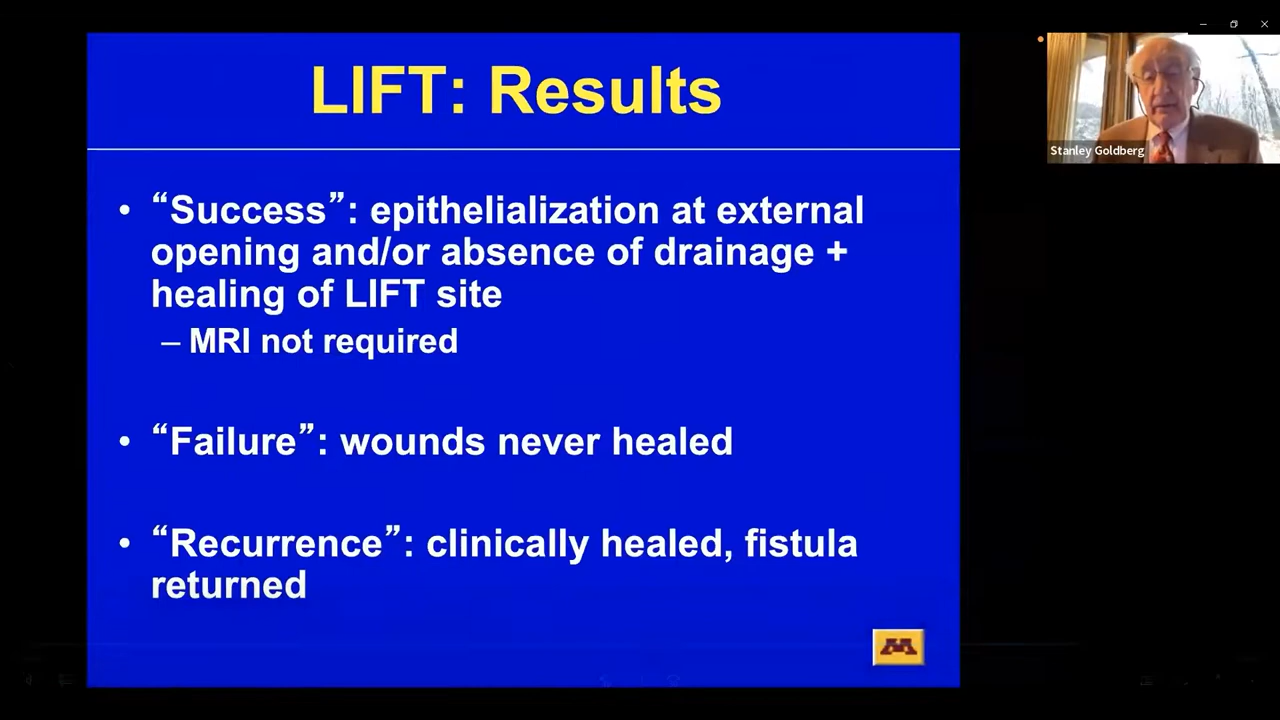 LIFT: Results
• “Success”: epithelialization at external
opening and/or absence of drainage +
healing of LIFT site
– MRI not required
• “Failure”: wounds never healed
• “Recurrence”: clinically healed, fistula
returned
M
Stanley Goldberg